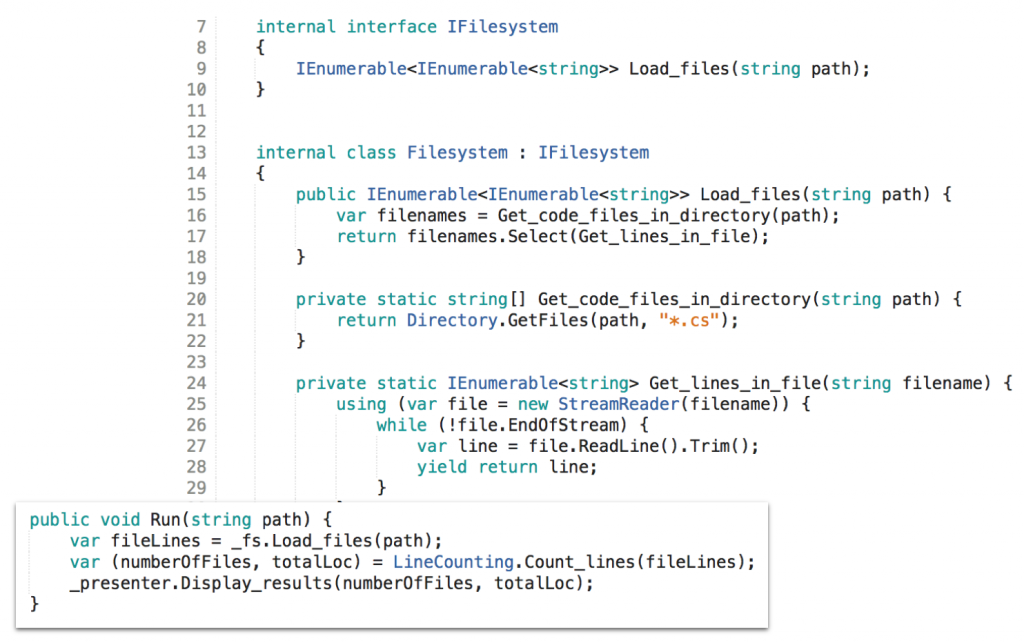 7 internal interface IFilesystem
8 {
9 IEnumerable<IEnumerable<string>> Load_files(string path);
10 }
11
12
13 internal class Filesystem : IFilesystem
14 {
15 public IEnumerable<IEnumerable<string>> Load_files(string path) {
16 var filenames = Get_code_files_in_directory(path);
17 return filenames.Select(Get_lines_in_file);
18 }
19
20 private static string[] Get_code_files_in_directory(string path) {
21 return Directory.GetFiles(path, "*.cs");
22 }
23
24 private static IEnumerable<string> Get_lines_in_file(string filename) {
25 using (var file = new StreamReader(filename)) {
26 while (!file.EndOfStream) {
27 var line = file.ReadLine().Trim();
28 yield return line;
29 }
public void Run(string path) {
var fileLines = _fs.Load_files(path);
var (numberOfFiles, totalLoc) = LineCounting.Count_lines(fileLines);
_presenter.Display_results(numberOfFiles, totalLoc);
}